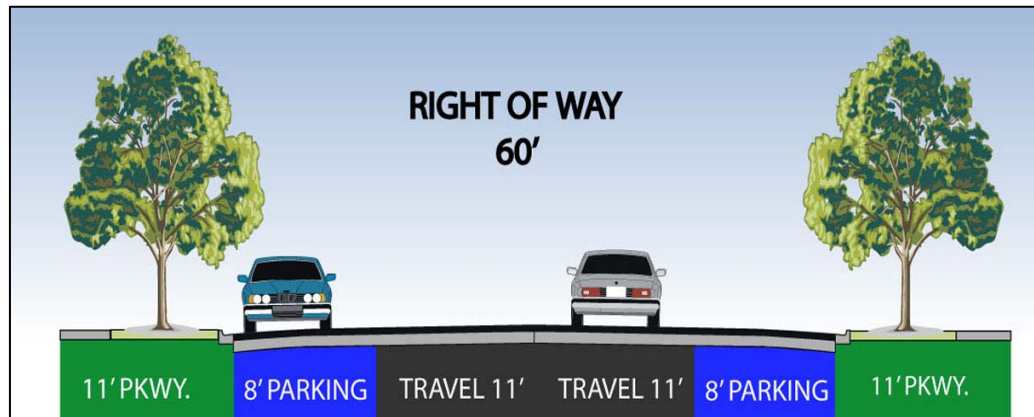 RIGHT OF WAY
60'
11' PKWY.
8' PARKING
TRAVEL 11'
TRAVEL 11'
8' PARKING
11' PKWY.